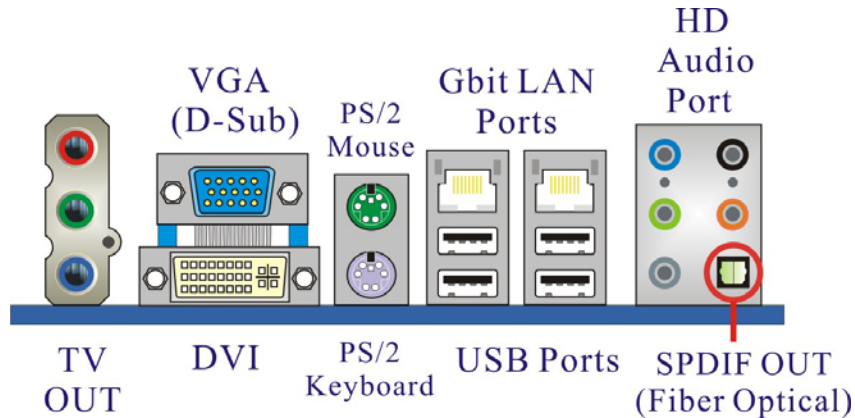 VGA
(D-Sub)
PS/2
Mouse
Gbit LAN
Ports
HD
Audio
Port
TV
OUT
DVI
PS/2
Keyboard
USB Ports
SPDIF OUT
(Fiber Optical)